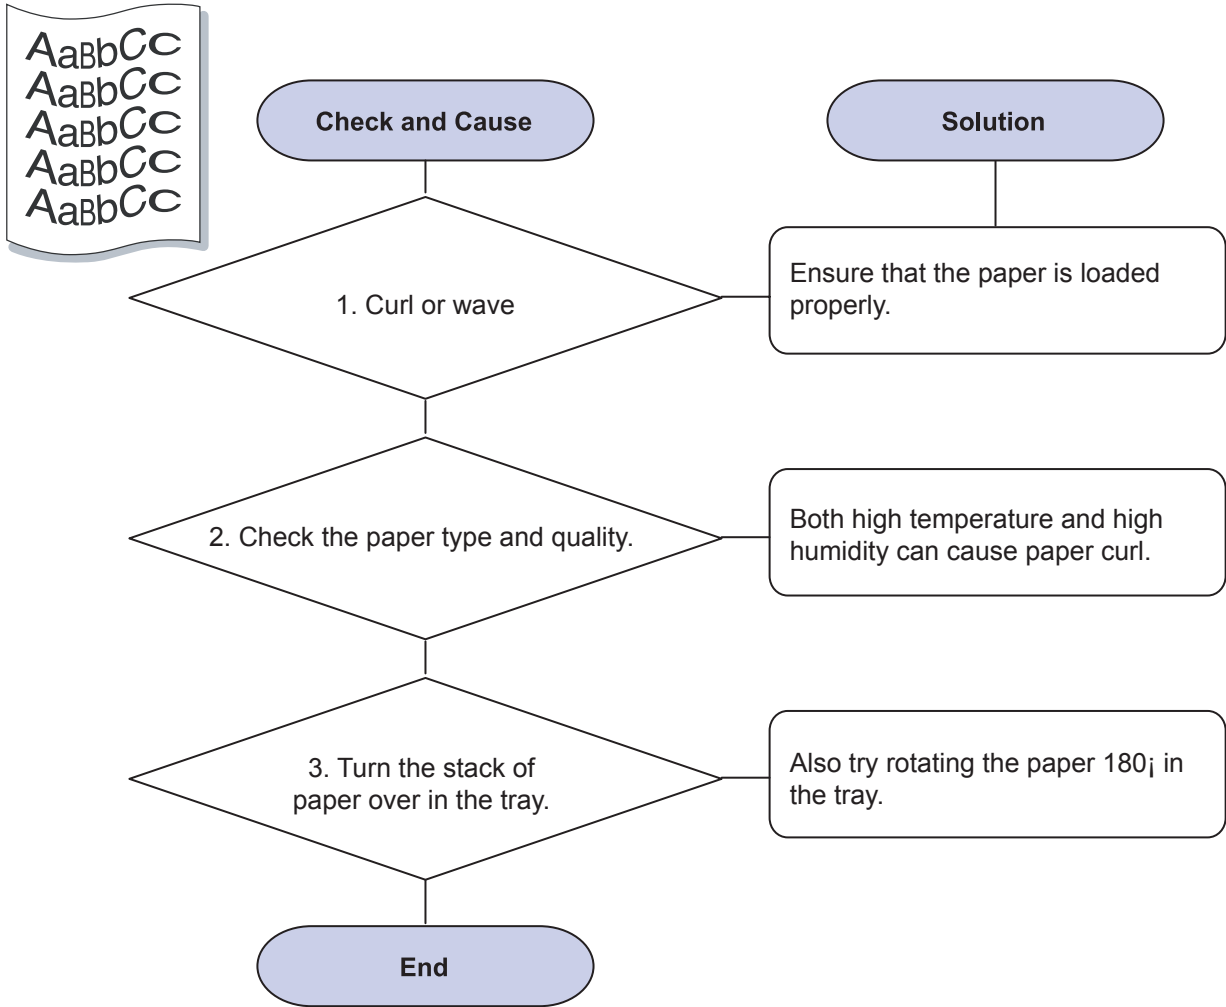 AaBbCc
AaBbCc
AaBbCc
AaBbCc
AaBbCc
Check and Cause
Solution
1. Curl or wave
Ensure that the paper is loaded
properly.
2. Check the paper type and quality.
Both high temperature and high
humidity can cause paper curl.
3. Turn the stack of
paper over in the tray.
Also try rotating the paper 180¡ in
the tray.
End